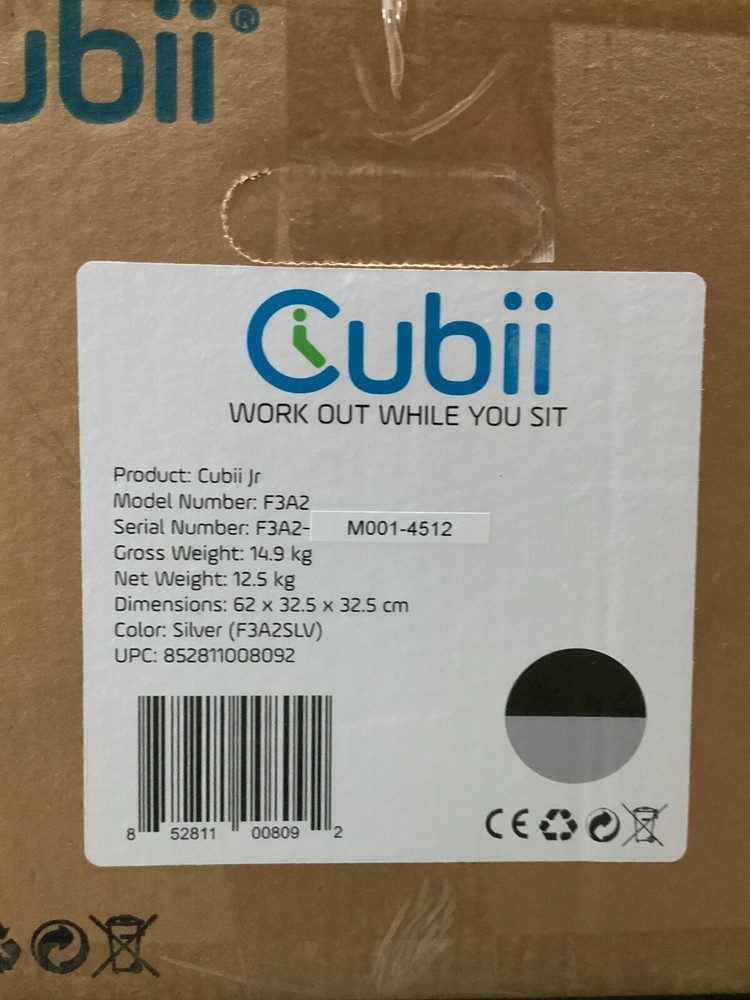 ubii®
Cubii
WORK OUT WHILE YOU SIT
Product: Cubii Jr
Model Number: F3A2
Serial Number: F3A2- M001-4512
Gross Weight: 14.9 kg
Net Weight: 12.5 kg
Dimensions: 62 x 32.5 x 32.5 cm
Color: Silver (F3A2SLV)
UPC: 852811008092
8 52811 00809 2
CE